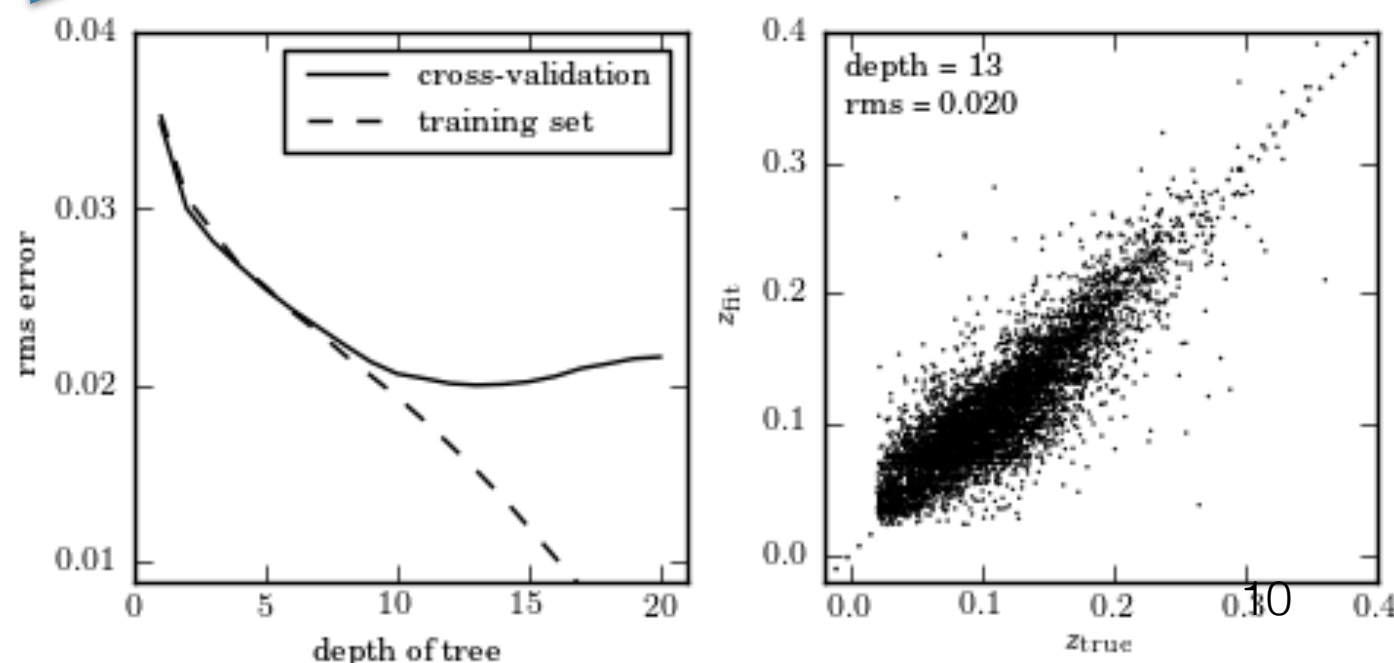 0.04
0.03
0.02
0.01
rms error
cross-validation
training set
0 5 10 15 20
depth of tree
0.4
0.3
0.2
0.1
0.0
z_fit
depth = 13
rms = 0.020
0.0 0.1 0.2 0.3 0.4
10
z_true